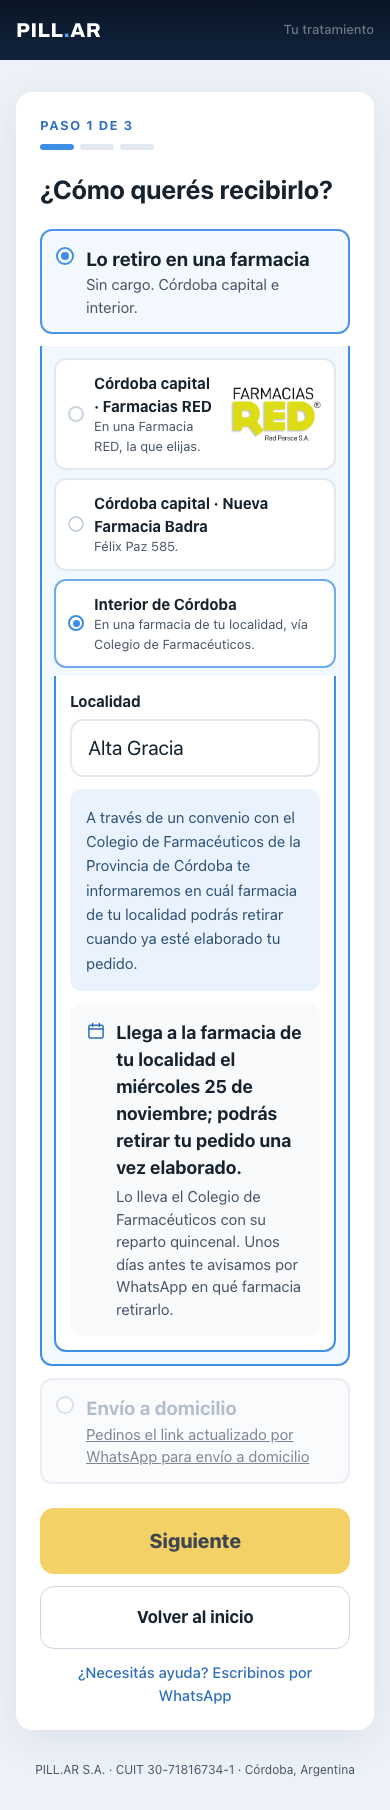 PILL.AR
Tu tratamiento
PASO 1 DE 3
¿Cómo querés recibirlo?
Lo retiro en una farmacia
Sin cargo. Córdoba capital e
interior.
Córdoba capital
· Farmacias RED
En una Farmacia
RED, la que elijas.
FARMACIAS
RED®
Red Persce S.A.
Córdoba capital · Nueva
Farmacia Badra
Félix Paz 585.
Interior de Córdoba
En una farmacia de tu localidad, vía
Colegio de Farmacéuticos.
Localidad
Alta Gracia
A través de un convenio con el
Colegio de Farmacéuticos de la
Provincia de Córdoba te
informaremos en cuál farmacia
de tu localidad podrás retirar
cuando ya esté elaborado tu
pedido.
Llega a la farmacia de
tu localidad el
miércoles 25 de
noviembre; podrás
retirar tu pedido una
vez elaborado.
Lo lleva el Colegio de
Farmacéuticos con su
reparto quincenal. Unos
días antes te avisamos por
WhatsApp en qué farmacia
retirarlo.
Envío a domicilio
Pedinos el link actualizado por
WhatsApp para envío a domicilio
Siguiente
Volver al inicio
¿Necesitás ayuda? Escribinos por
WhatsApp
PILL.AR S.A. · CUIT 30-71816734-1 · Córdoba, Argentina